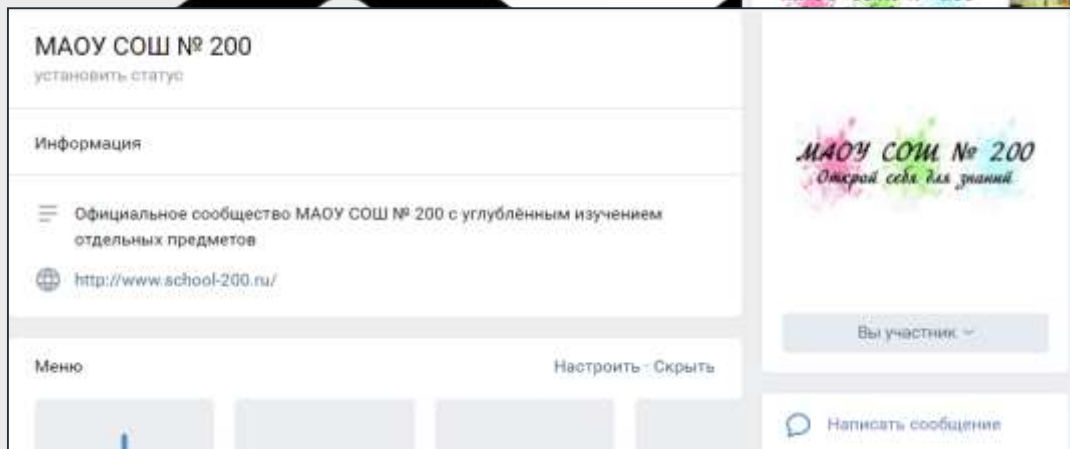 МАОУ СОШ № 200
установить статус
Информация
Официальное сообщество МАОУ СОШ № 200 с углублённым изучением
отдельных предметов
http://www.school-200.ru/
Меню
Настроить · Скрыть
МАОУ СОШ № 200
Открой себя для знаний
Вы участник
Написать сообщение